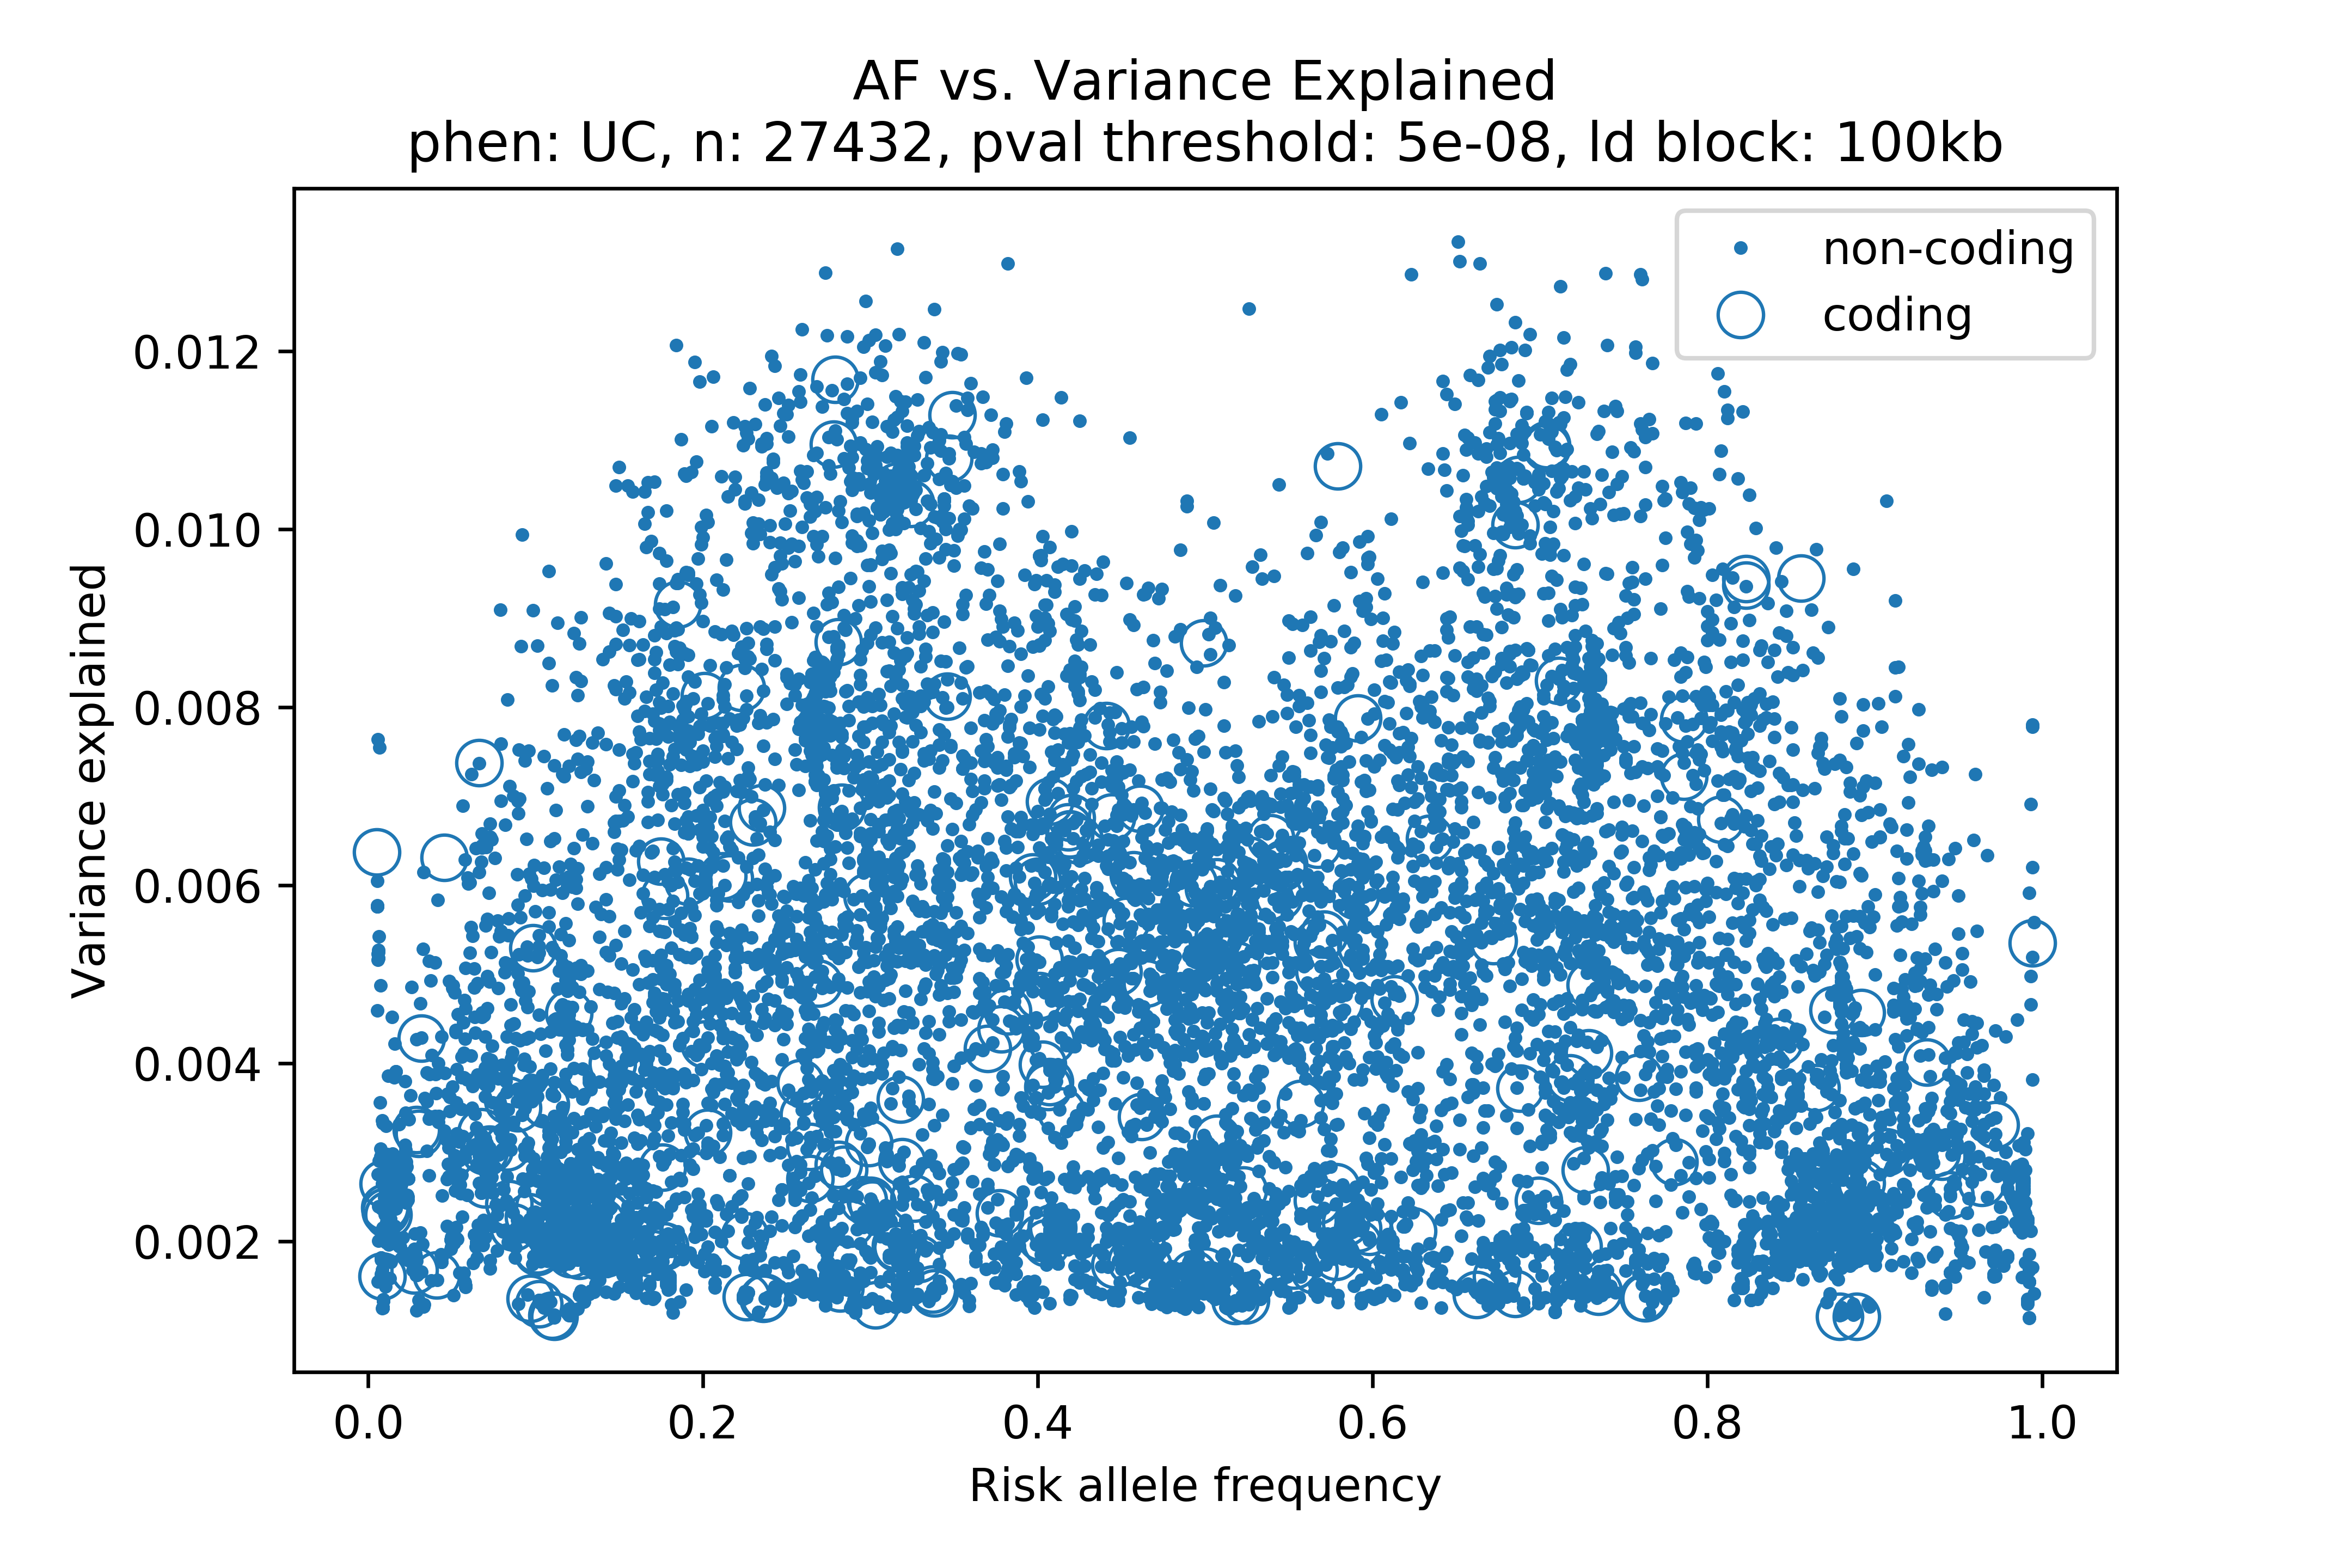 AF vs. Variance Explained
phen: UC, n: 27432, pval threshold: 5e-08, ld block: 100kb
non-coding
coding
Variance explained
0.012
0.010
0.008
0.006
0.004
0.002
0.0 0.2 0.4 0.6 0.8 1.0
Risk allele frequency